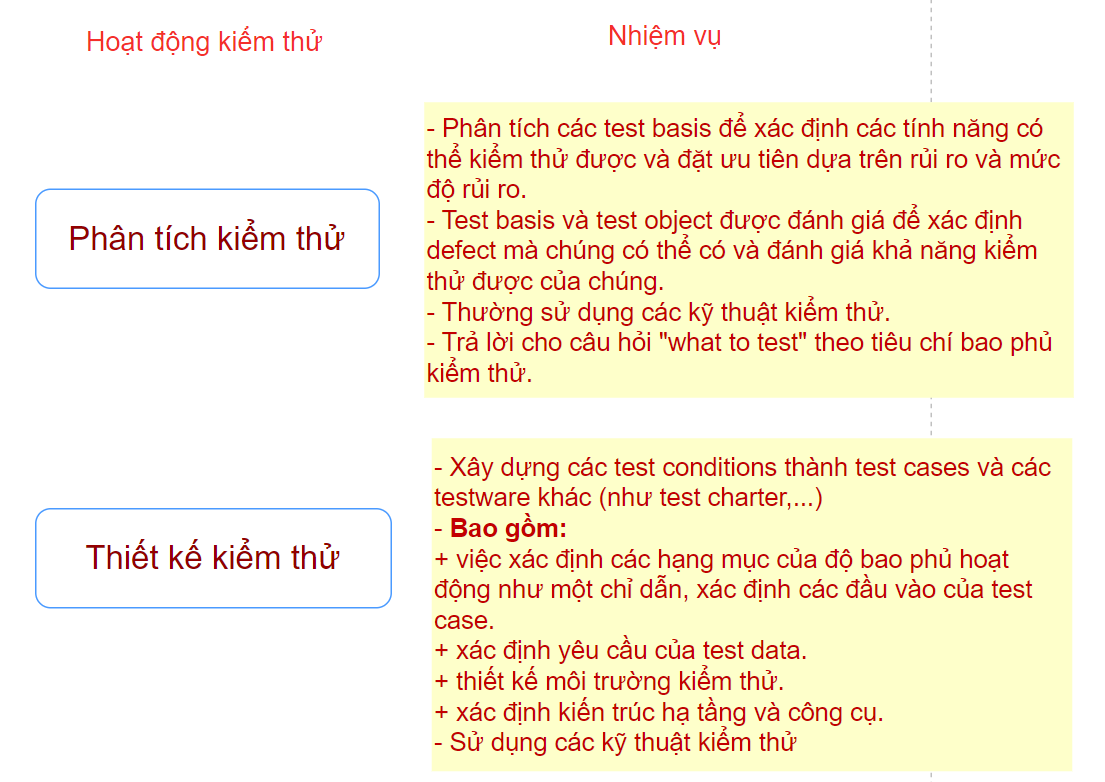 Hoạt động kiểm thử
Nhiệm vụ
Phân tích kiểm thử
- Phân tích các test basis để xác định các tính năng có
thể kiểm thử được và đặt ưu tiên dựa trên rủi ro và mức
độ rủi ro.
- Test basis và test object được đánh giá để xác định
defect mà chúng có thể có và đánh giá khả năng kiểm
thử được của chúng.
- Thường sử dụng các kỹ thuật kiểm thử.
- Trả lời cho câu hỏi "what to test" theo tiêu chí bao phủ
kiểm thử.
Thiết kế kiểm thử
- Xây dựng các test conditions thành test cases và các
testware khác (như test charter,...)
- Bao gồm:
+ việc xác định các hạng mục của độ bao phủ hoạt
động như một chỉ dẫn, xác định các đầu vào của test
case.
+ xác định yêu cầu của test data.
+ thiết kế môi trường kiểm thử.
+ xác định kiến trúc hạ tầng và công cụ.
- Sử dụng các kỹ thuật kiểm thử